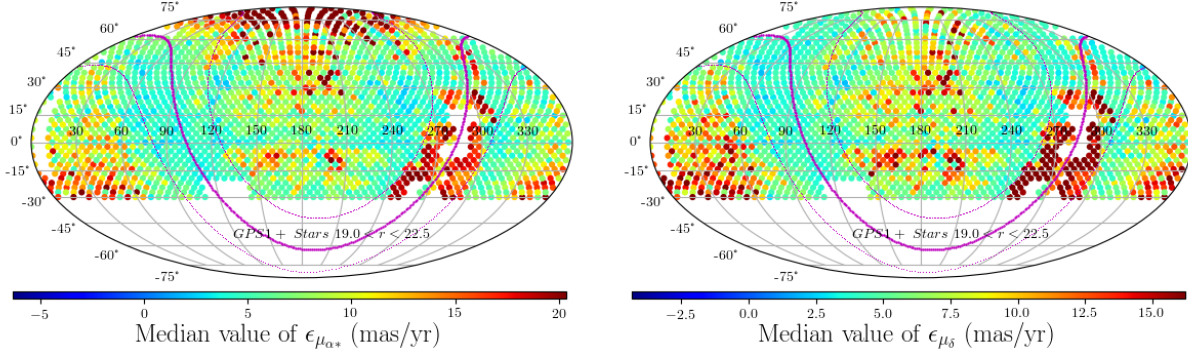 75° 75°
60° 60°
45° 45°
30° 30°
15° 15°
30 60 90 120 150 180 210 240 270 300 330 30 60 90 120 150 180 210 240 270 300 330
0° 0°
-15° -15°
-30° -30°
GPS1+ Stars 19.0 < r < 22.5 GPS1+ Stars 19.0 < r < 22.5
-45° -45°
-60° -60°
-75° -75°
−5 0 5 10 15 20 −2.5 0.0 2.5 5.0 7.5 10.0 12.5 15.0
Median value of ϵ_{μ_{α*}} (mas/yr) Median value of ϵ_{μ_δ} (mas/yr)